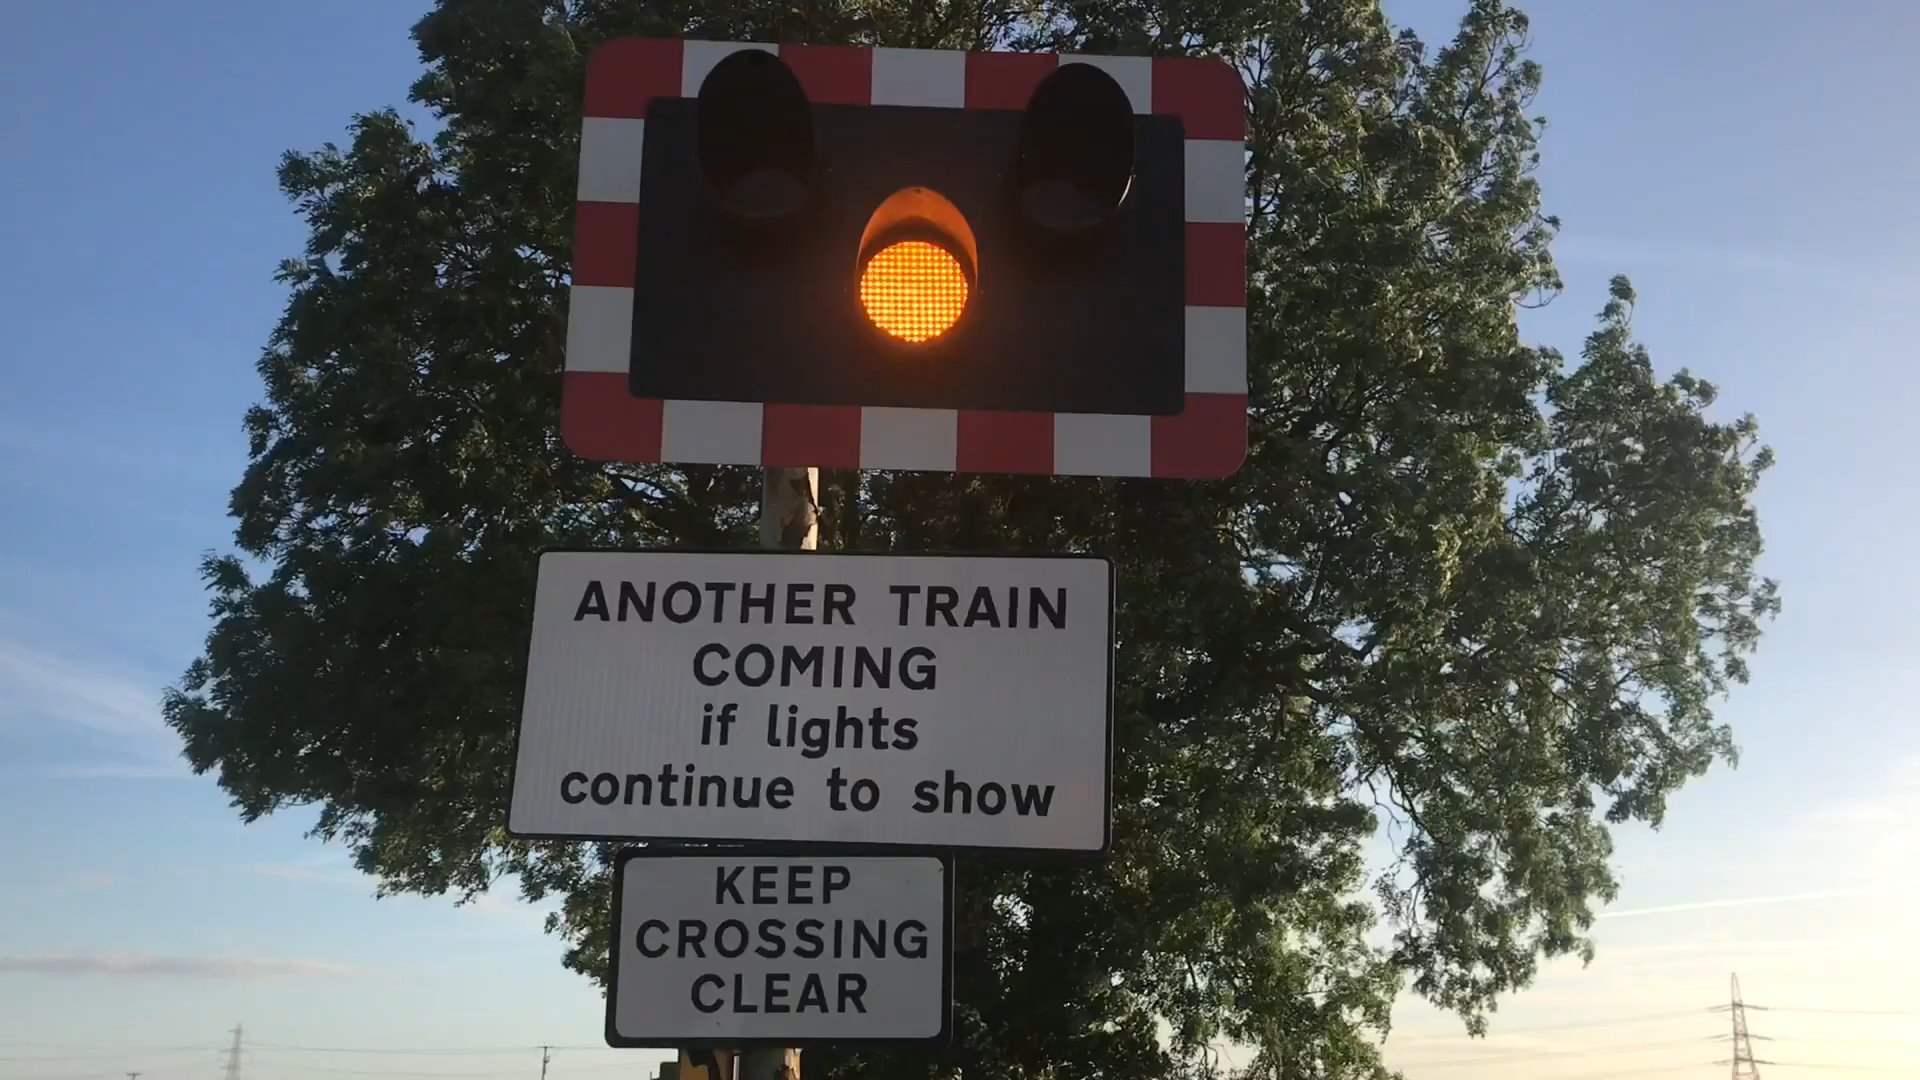 ANOTHER TRAIN
COMING
if lights
continue to show
KEEP
CROSSING
CLEAR